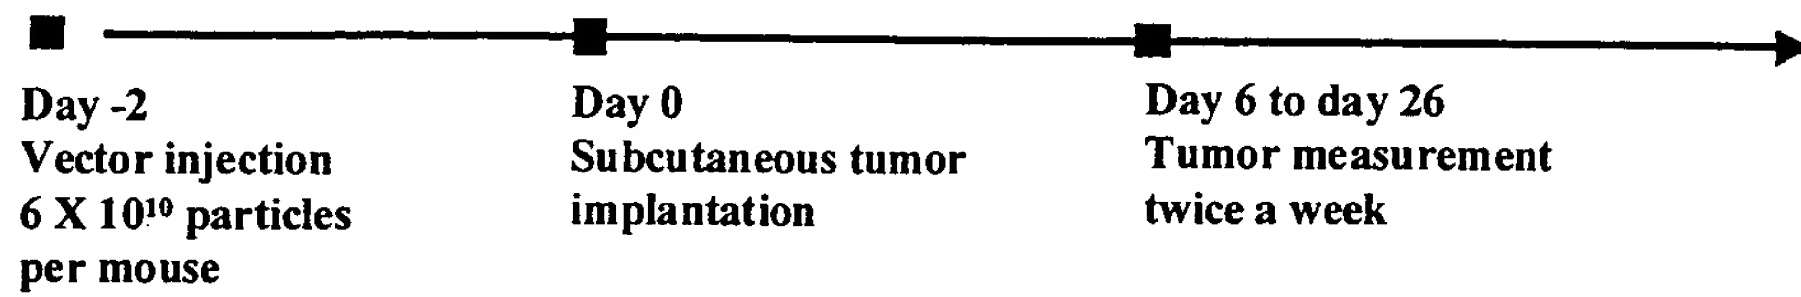 Day -2
Vector injection
6 X 10¹⁰ particles
per mouse
Day 0
Subcutaneous tumor
implantation
Day 6 to day 26
Tumor measurement
twice a week